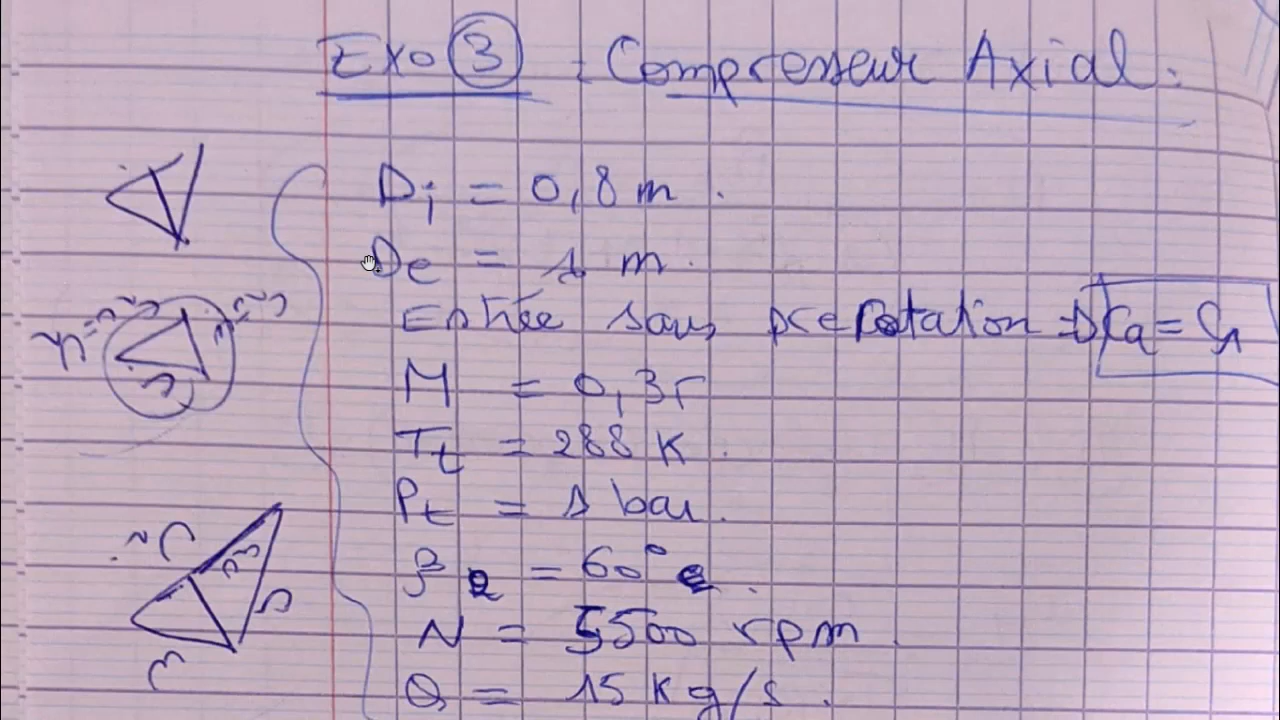 Exo 3 : Compresseur Axial.
Di = 0,8 m.
De = 1 m.
Entrée sans prérotation => Ca = C1
M = 0,35
Tt = 288 K.
Pt = 1 bar.
β2 = 60°
N = 5500 rpm
Q = 15 Kg/s.